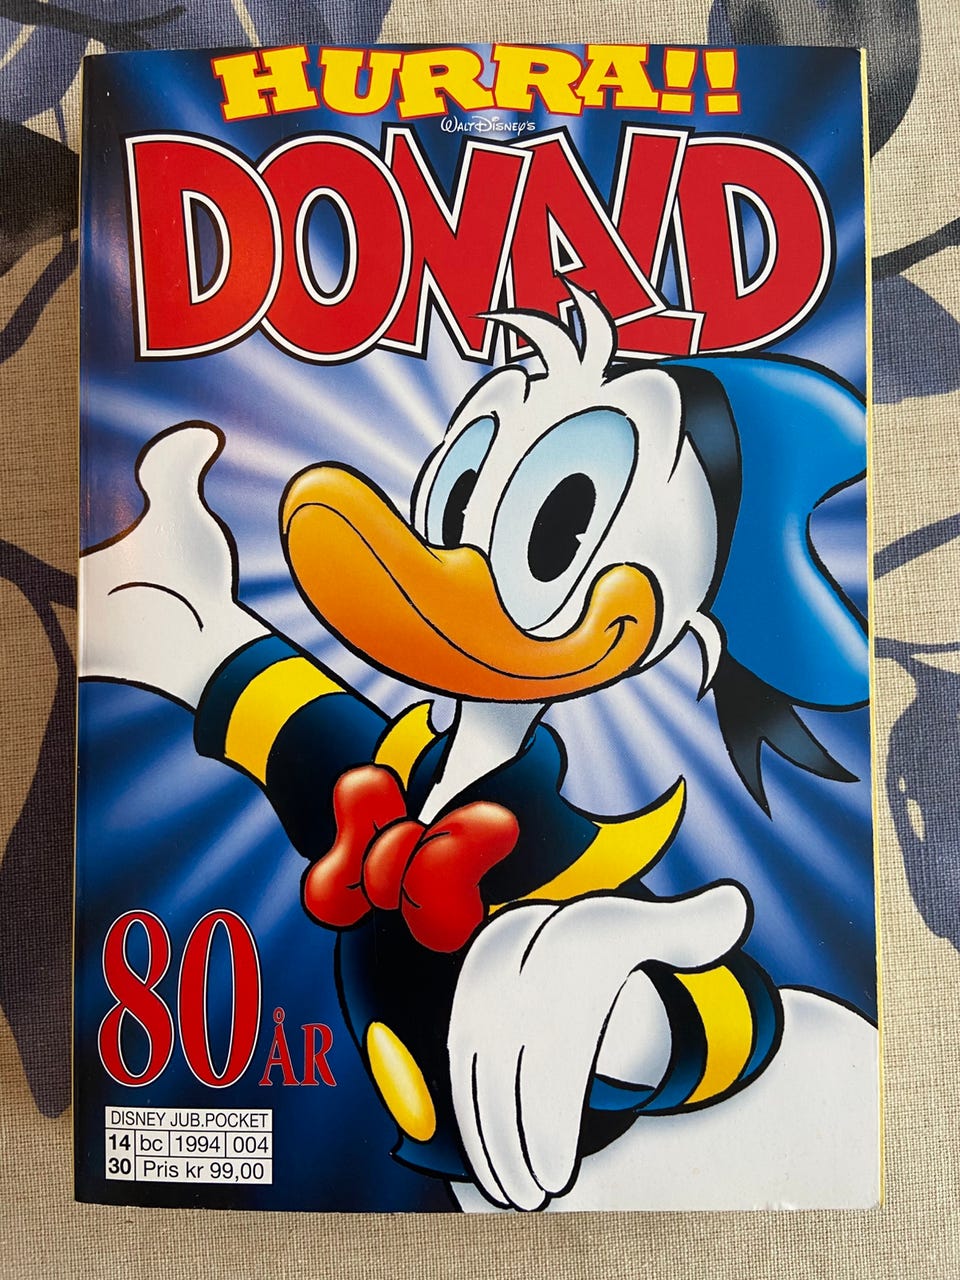 HURRA!!
WALT DISNEY'S
DONALD
80 ÅR
DISNEY JUB.POCKET
14 bc 1994 004
30 Pris kr 99,00